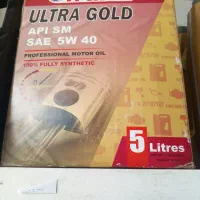 ULTRA GOLD
API SM
SAE 5W 40
PROFESSIONAL MOTOR OIL
100% FULLY SYNTHETIC
5 Litres